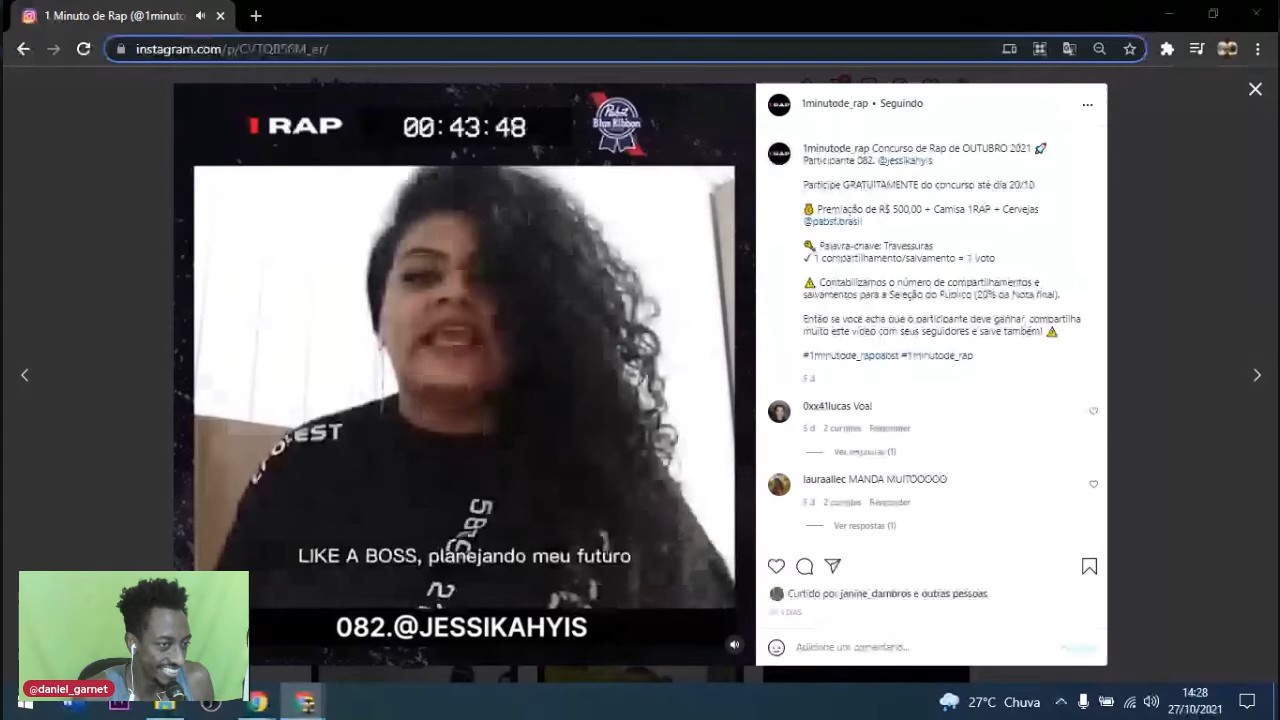 1 Minuto de Rap (@1minuto
instagram.com/p/
1 RAP
00:43:48
Pabst
Blue Ribbon
1minutode_rap • Seguindo
1minutode_rap Concurso de Rap de OUTUBRO 2021 🚀
Participante 082. @jessikahyis
Participe GRATUITAMENTE do concurso até dia 20/10
🏅 Premiação de R$ 500,00 + Camisa 1RAP + Cervejas
@pabst.brasil
🔑 Palavra-chave: Travessuras
✓ 1 compartilhamento/salvamento = 1 voto
⚠ Contabilizamos o número de compartilhamentos e
salvamentos para a Seleção do Público (20% da Nota final).
Então se você acha que o participante deve ganhar, compartilha
muito este vídeo com seus seguidores e salve também! ⚠
#1minutode_rappabst #1minutode_rap
5 d
0xx41lucas Voa!
5 d 2 curtidas Responder
Ver respostas (1)
lauraallec MANDA MUITOOOOO
5 d 2 curtidas Responder
Ver respostas (1)
LIKE A BOSS, planejando meu futuro
082.@JESSIKAHYIS
Curtido por janine_dambros e outras pessoas
DIAS
Adicione um comentário...
@daniel_garnet
27°C Chuva
14:28
27/10/2021